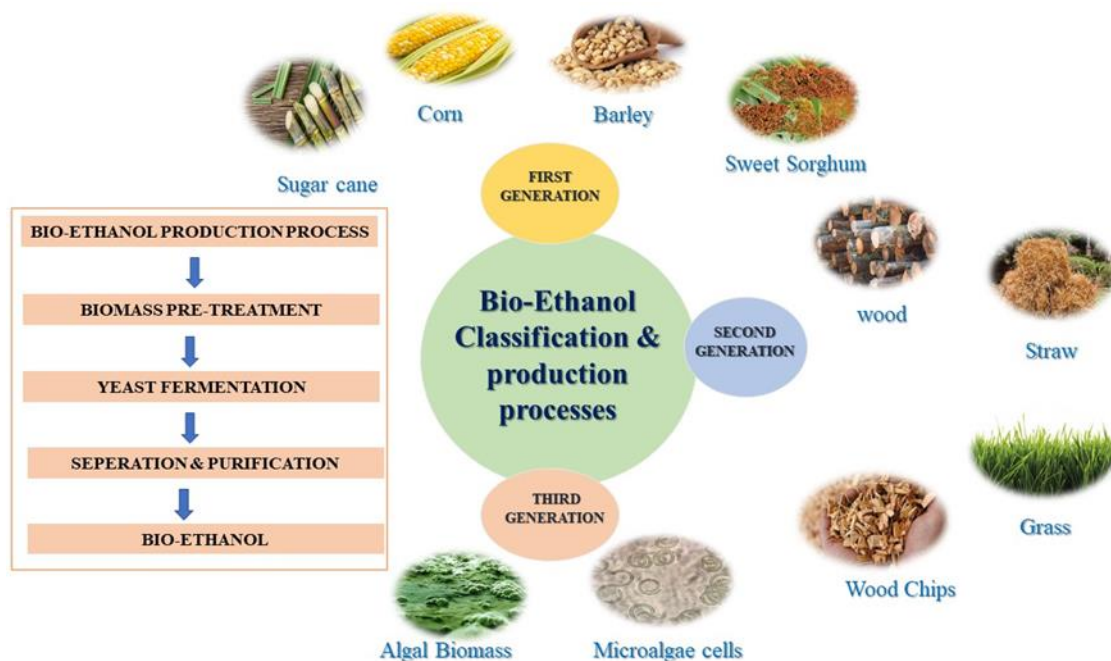 Corn
Barley
Sugar cane
Sweet Sorghum
FIRST
GENERATION
BIO-ETHANOL PRODUCTION PROCESS
BIOMASS PRE-TREATMENT
YEAST FERMENTATION
SEPERATION & PURIFICATION
BIO-ETHANOL
Bio-Ethanol
Classification &
production
processes
SECOND
GENERATION
wood
Straw
Grass
Wood Chips
THIRD
GENERATION
Algal Biomass
Microalgae cells